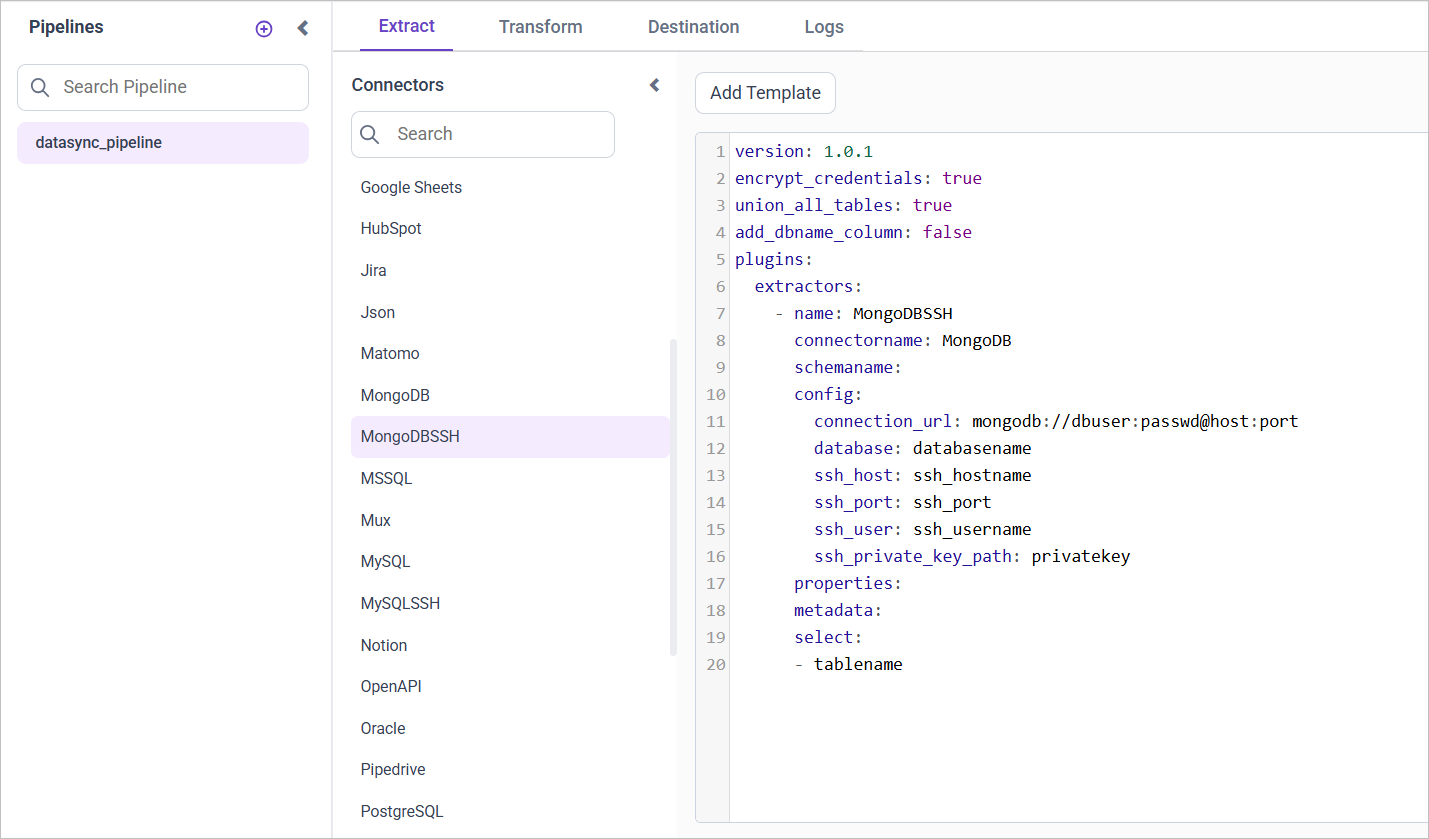 Pipelines
Search Pipeline
datasync_pipeline
Extract
Transform
Destination
Logs
Connectors
Search
Google Sheets
HubSpot
Jira
Json
Matomo
MongoDB
MongoDBSSH
MSSQL
Mux
MySQL
MySQLSSH
Notion
OpenAPI
Oracle
Pipedrive
PostgreSQL
Add Template
1 version: 1.0.1
2 encrypt_credentials: true
3 union_all_tables: true
4 add_dbname_column: false
5 plugins:
6   extractors:
7     - name: MongoDBSSH
8       connectorname: MongoDB
9       schemaname:
10       config:
11         connection_url: mongodb://dbuser:passwd@host:port
12         database: databasename
13         ssh_host: ssh_hostname
14         ssh_port: ssh_port
15         ssh_user: ssh_username
16         ssh_private_key_path: privatekey
17       properties:
18       metadata:
19       select:
20       - tablename